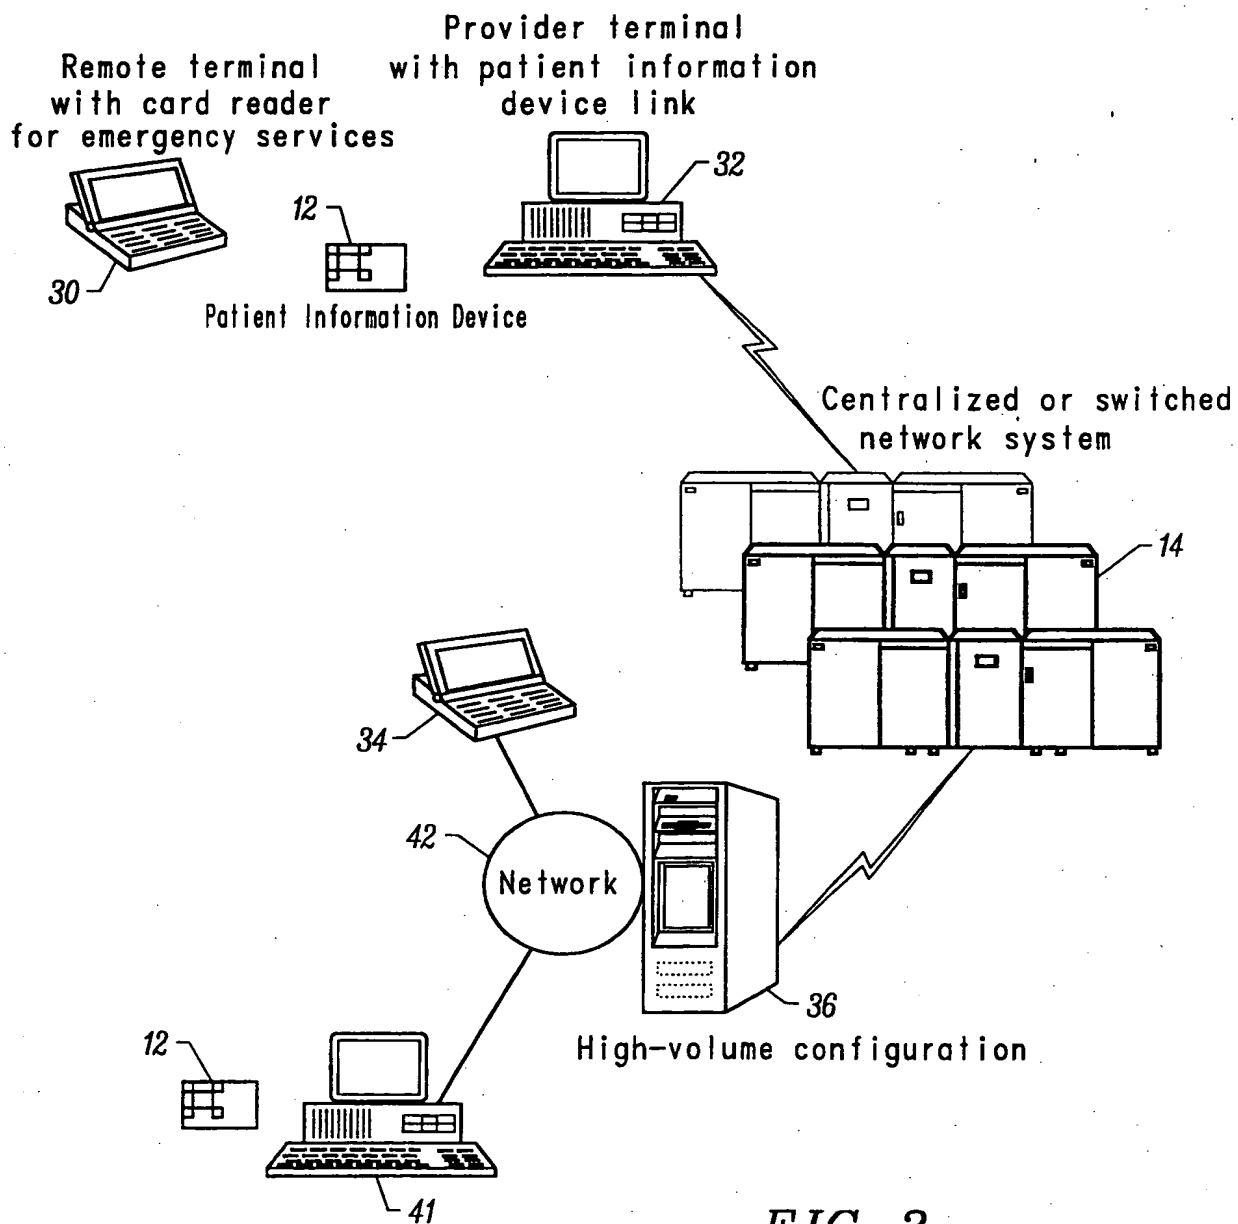 Provider terminal
with patient information
device link
Remote terminal
with card reader
for emergency services
32
12
30
Patient Information Device
Centralized or switched
network system
14
34
42
Network
36
High-volume configuration
12
41